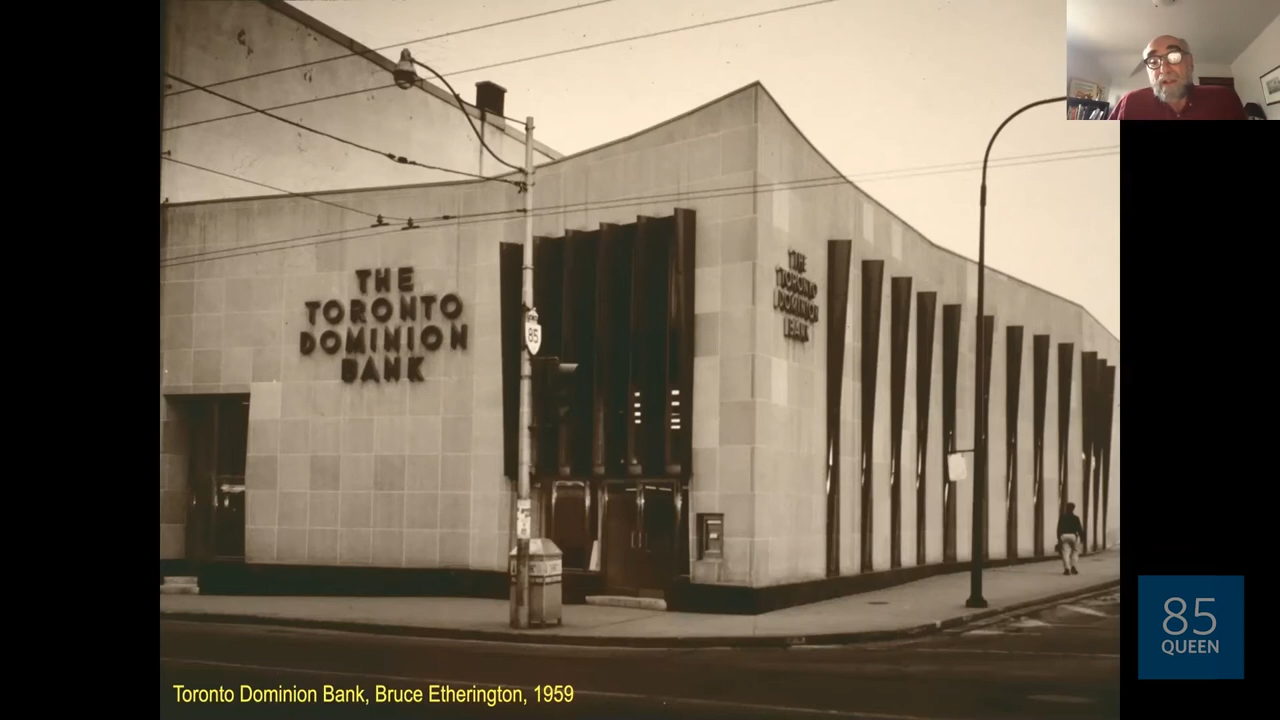 THE
TORONTO
DOMINION
BANK
THE
TORONTO
DOMINION
BANK
85
85
QUEEN
Toronto Dominion Bank, Bruce Etherington, 1959